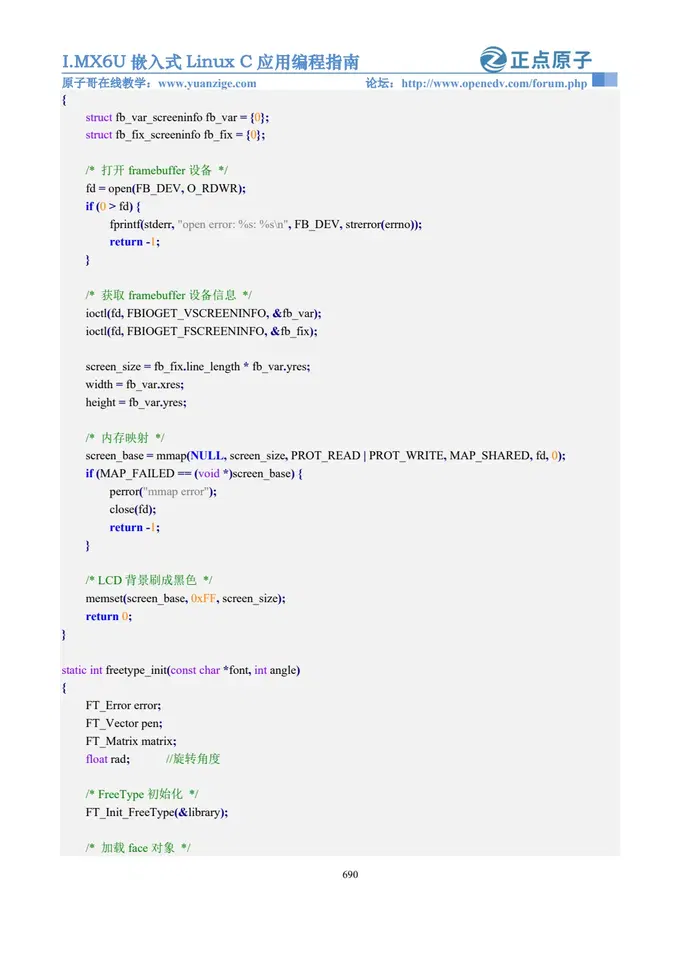 I.MX6U 嵌入式 Linux C 应用编程指南
正点原子
原子哥在线教学：www.yuanzige.com 论坛：http://www.openedv.com/forum.php
{
struct fb_var_screeninfo fb_var = {0};
struct fb_fix_screeninfo fb_fix = {0};
/* 打开 framebuffer 设备 */
fd = open(FB_DEV, O_RDWR);
if (0 > fd) {
fprintf(stderr, "open error: %s: %s\n", FB_DEV, strerror(errno));
return -1;
}
/* 获取 framebuffer 设备信息 */
ioctl(fd, FBIOGET_VSCREENINFO, &fb_var);
ioctl(fd, FBIOGET_FSCREENINFO, &fb_fix);
screen_size = fb_fix.line_length * fb_var.yres;
width = fb_var.xres;
height = fb_var.yres;
/* 内存映射 */
screen_base = mmap(NULL, screen_size, PROT_READ | PROT_WRITE, MAP_SHARED, fd, 0);
if (MAP_FAILED == (void *)screen_base) {
perror("mmap error");
close(fd);
return -1;
}
/* LCD 背景刷成黑色 */
memset(screen_base, 0xFF, screen_size);
return 0;
}
static int freetype_init(const char *font, int angle)
{
FT_Error error;
FT_Vector pen;
FT_Matrix matrix;
float rad; //旋转角度
/* FreeType 初始化 */
FT_Init_FreeType(&library);
/* 加载 face 对象 */
690